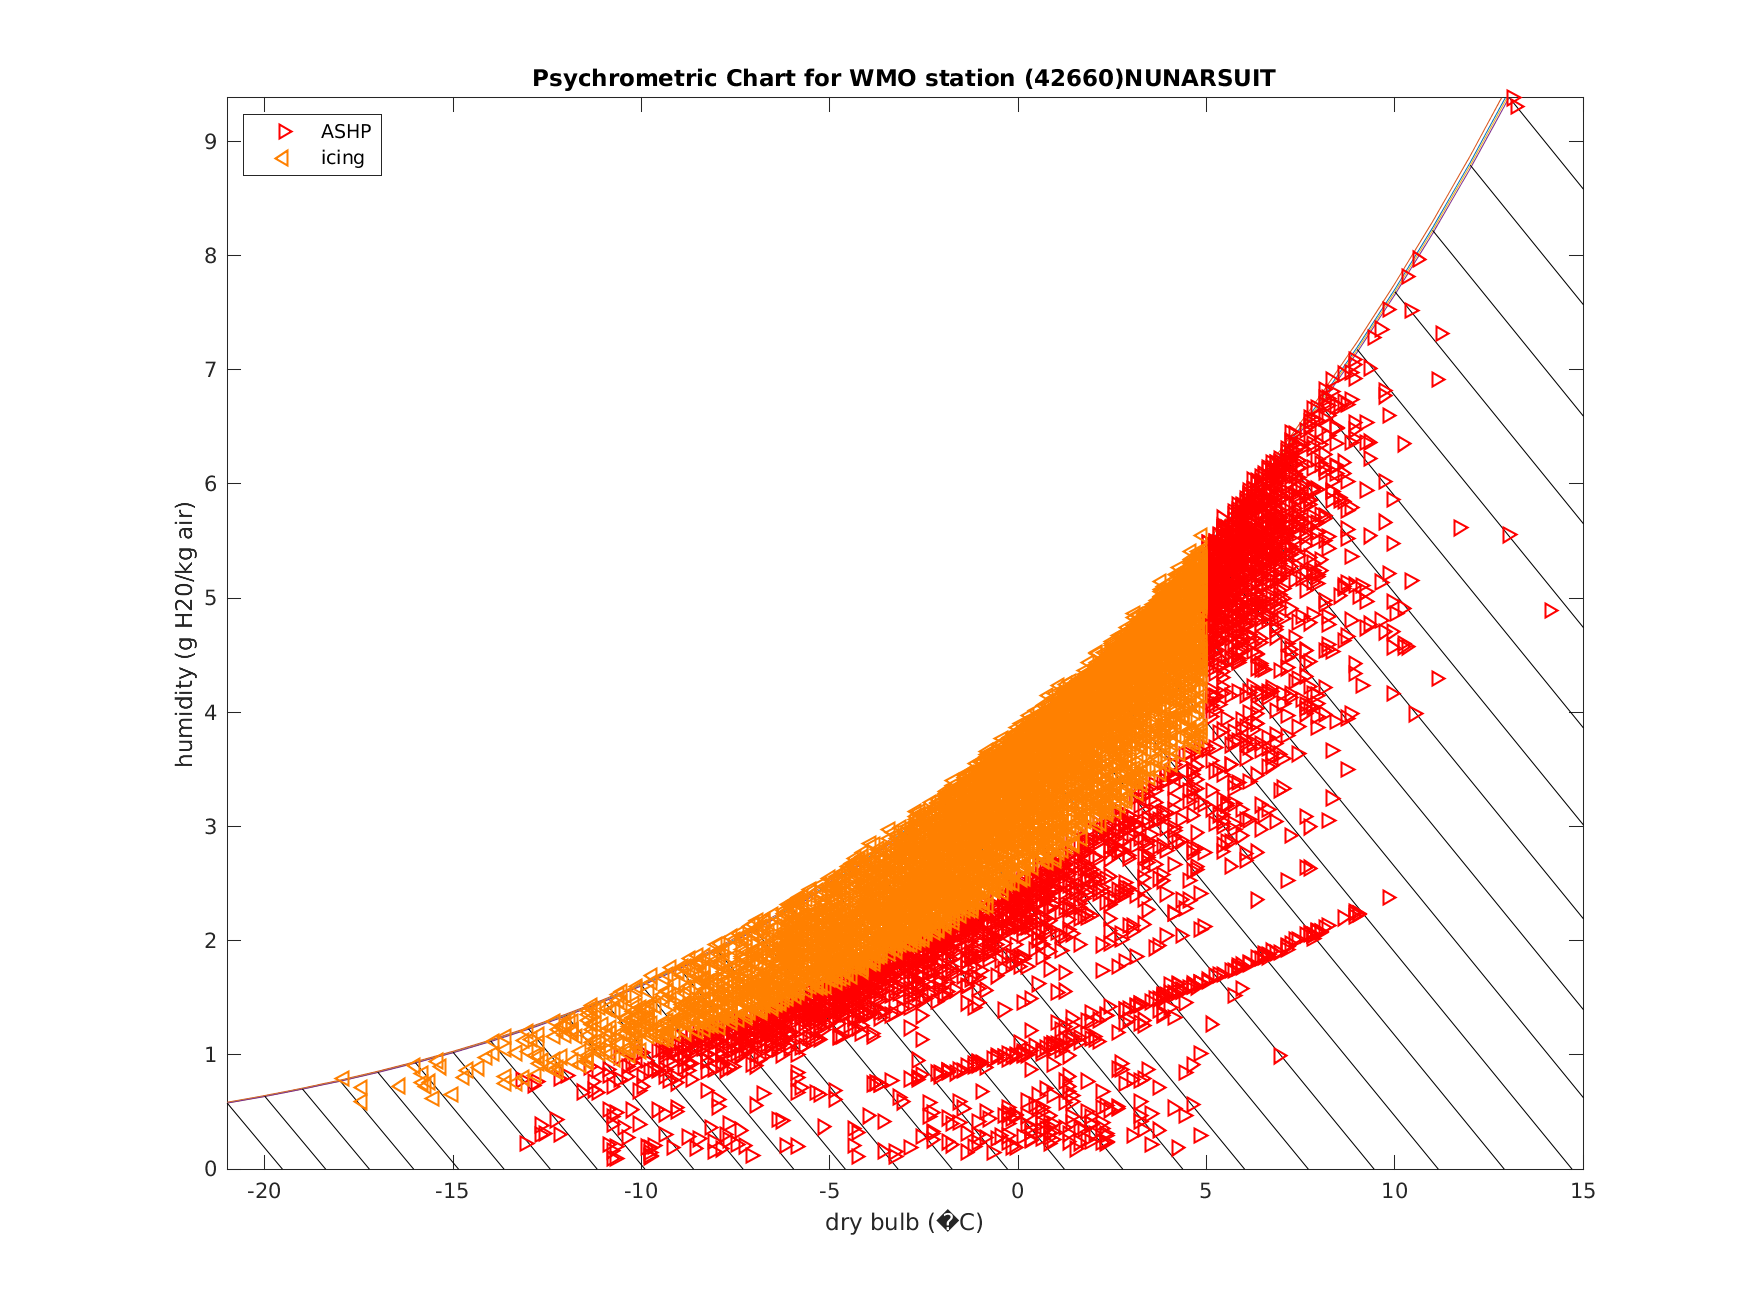 Psychrometric Chart for WMO station (42660)NUNARSUIT
ASHP
icing
9
8
7
6
5
4
3
2
1
0
humidity (g H20/kg air)
-20 -15 -10 -5 0 5 10 15
dry bulb (�C)